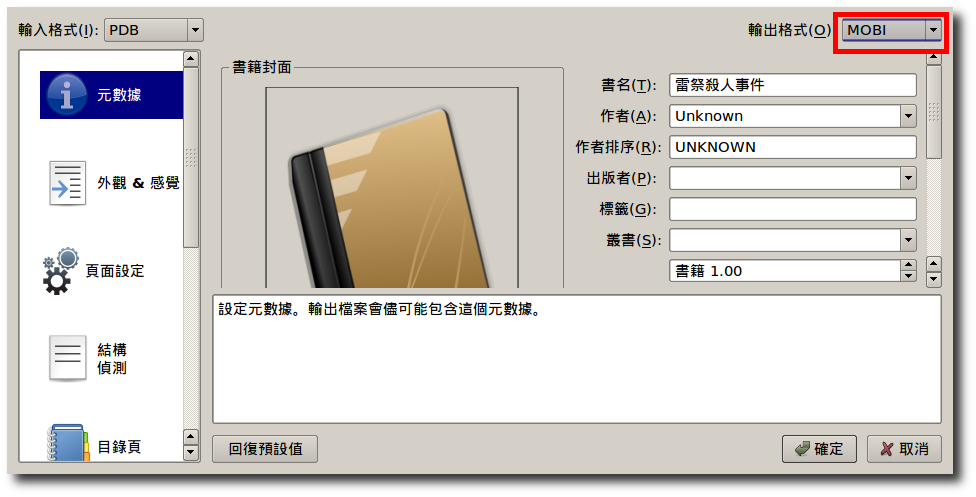 輸入格式(I): PDB
輸出格式(O) MOBI
元數據
外觀 & 感覺
頁面設定
結構
偵測
目錄頁
書籍封面
書名(T): 雷祭殺人事件
作者(A): Unknown
作者排序(R): UNKNOWN
出版者(P):
標籤(G):
叢書(S):
書籍 1.00
設定元數據。輸出檔案會儘可能包含這個元數據。
回復預設值
確定
取消